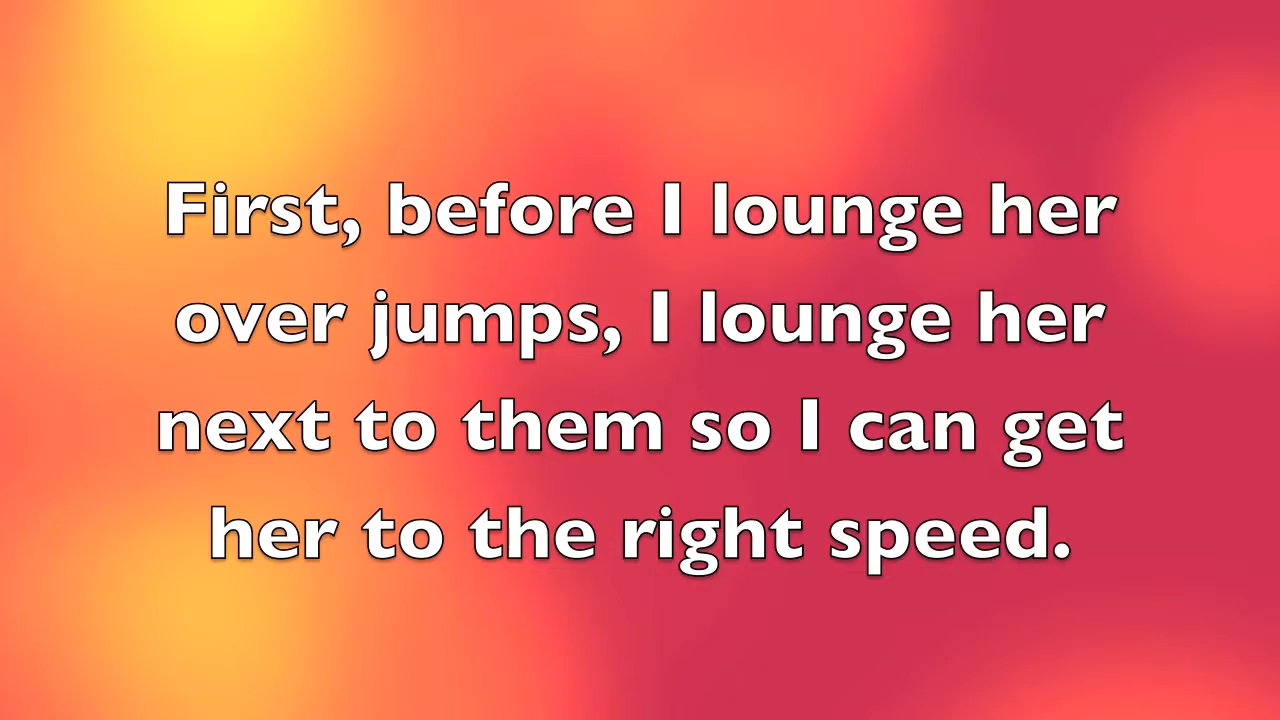 First, before I lounge her
over jumps, I lounge her
next to them so I can get
her to the right speed.